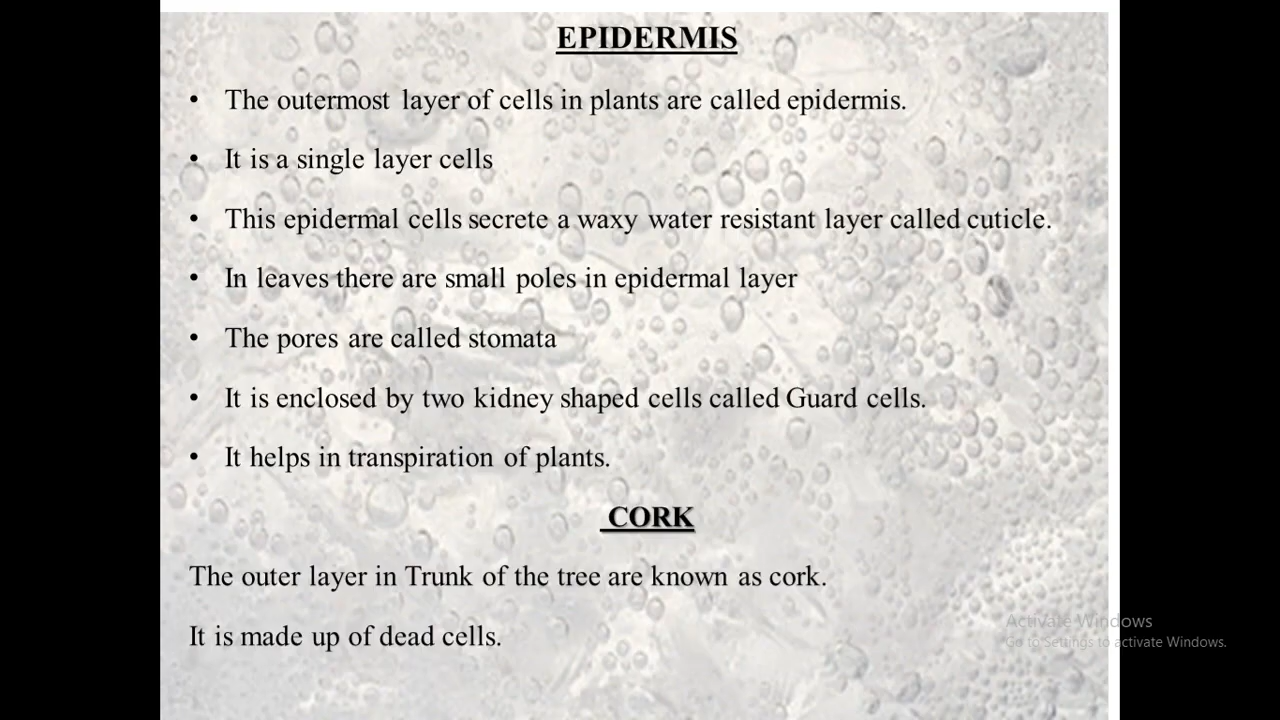 EPIDERMIS
• The outermost layer of cells in plants are called epidermis.
• It is a single layer cells
• This epidermal cells secrete a waxy water resistant layer called cuticle.
• In leaves there are small poles in epidermal layer
• The pores are called stomata
• It is enclosed by two kidney shaped cells called Guard cells.
• It helps in transpiration of plants.
CORK
The outer layer in Trunk of the tree are known as cork.
It is made up of dead cells.
Activate Windows
Go to Settings to activate Windows.